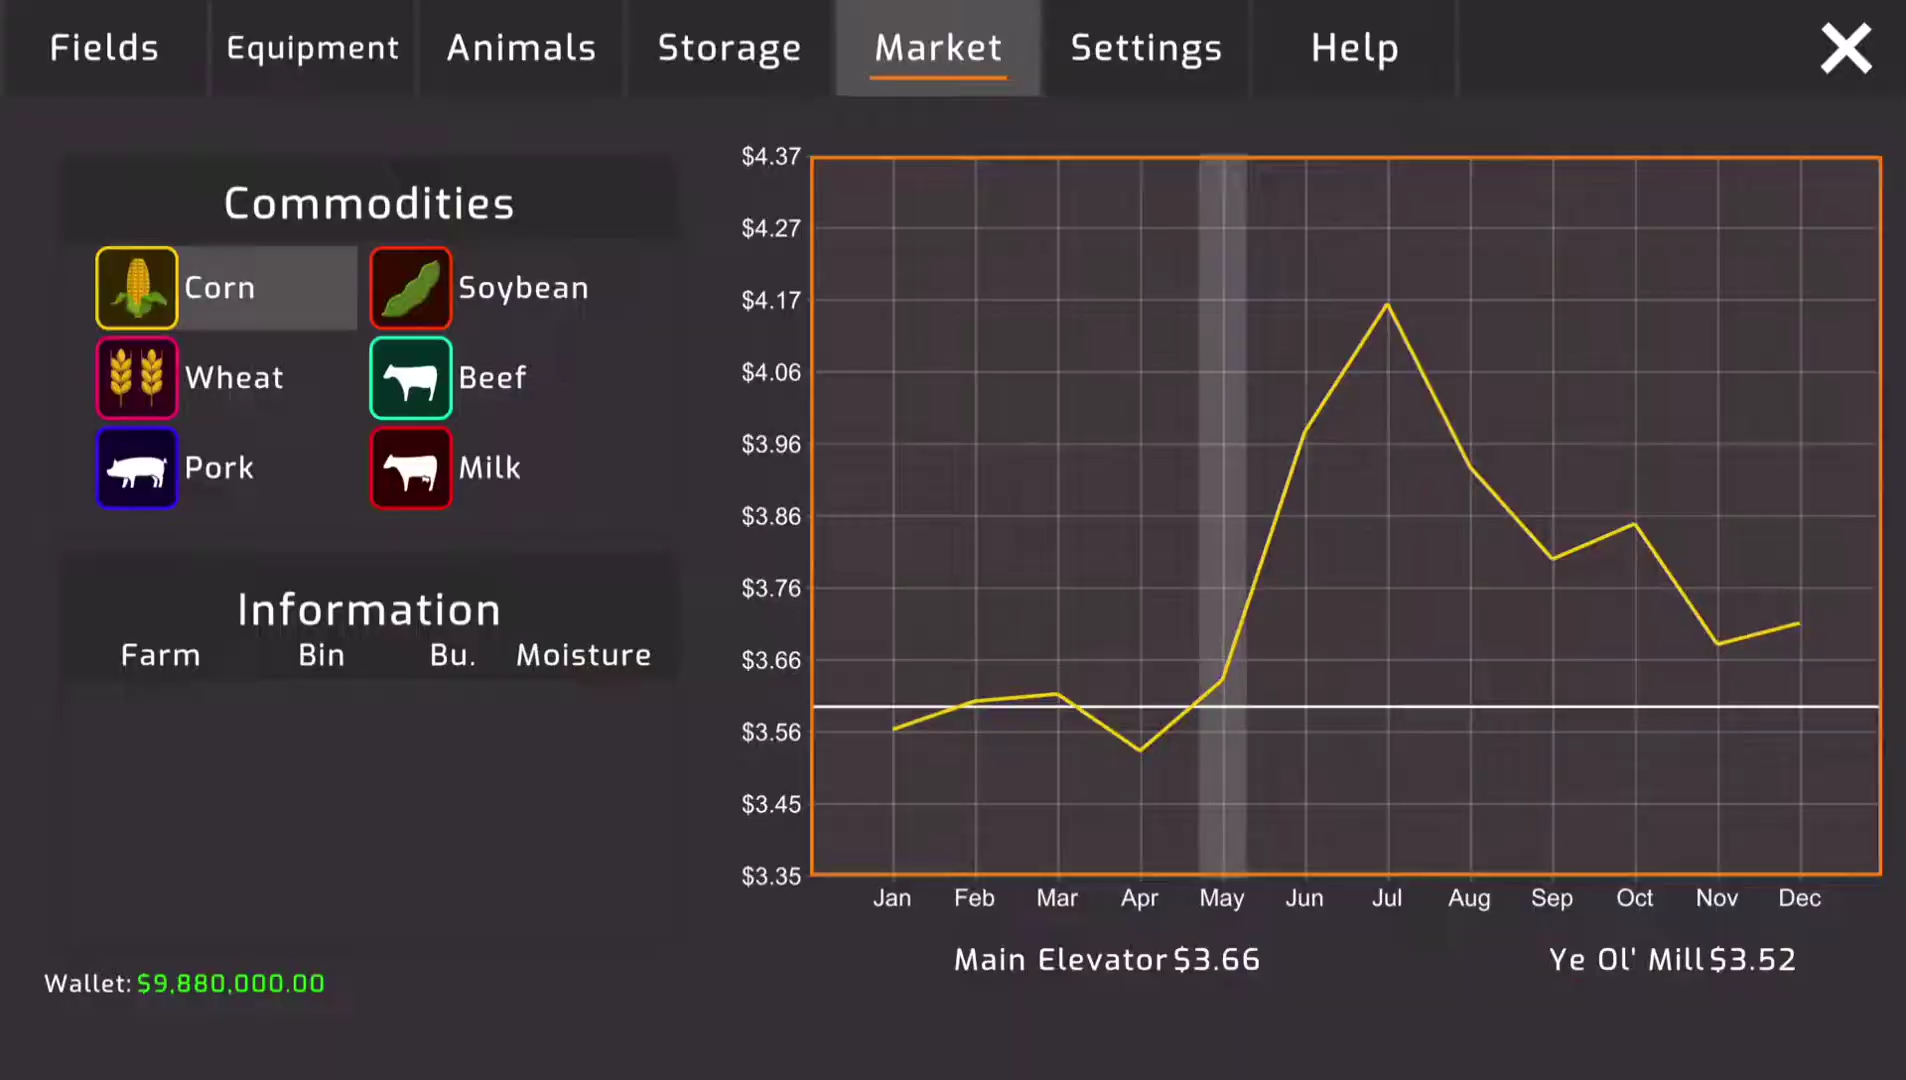 Fields Equipment Animals Storage Market Settings Help
Commodities
Corn Soybean
Wheat Beef
Pork Milk
Information
Farm Bin Bu. Moisture
Wallet: $9,880,000.00
$4.37
$4.27
$4.17
$4.06
$3.96
$3.86
$3.76
$3.66
$3.56
$3.45
$3.35
Jan Feb Mar Apr May Jun Jul Aug Sep Oct Nov Dec
Main Elevator $3.66 Ye Ol' Mill $3.52